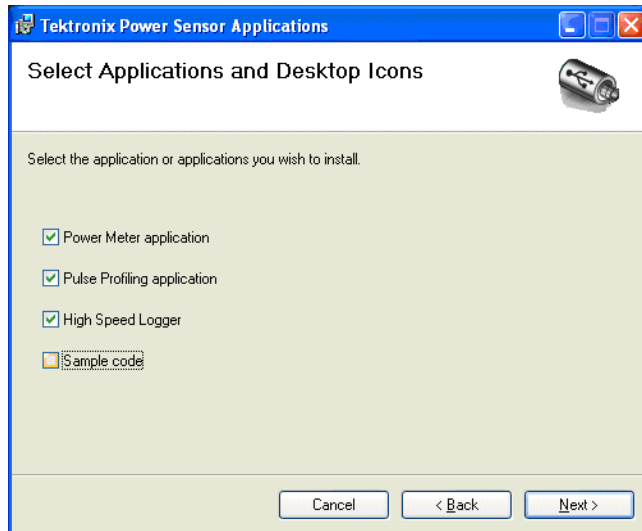 Tektronix Power Sensor Applications
Select Applications and Desktop Icons
Select the application or applications you wish to install.
Power Meter application
Pulse Profiling application
High Speed Logger
Sample code
Cancel
< Back
Next >